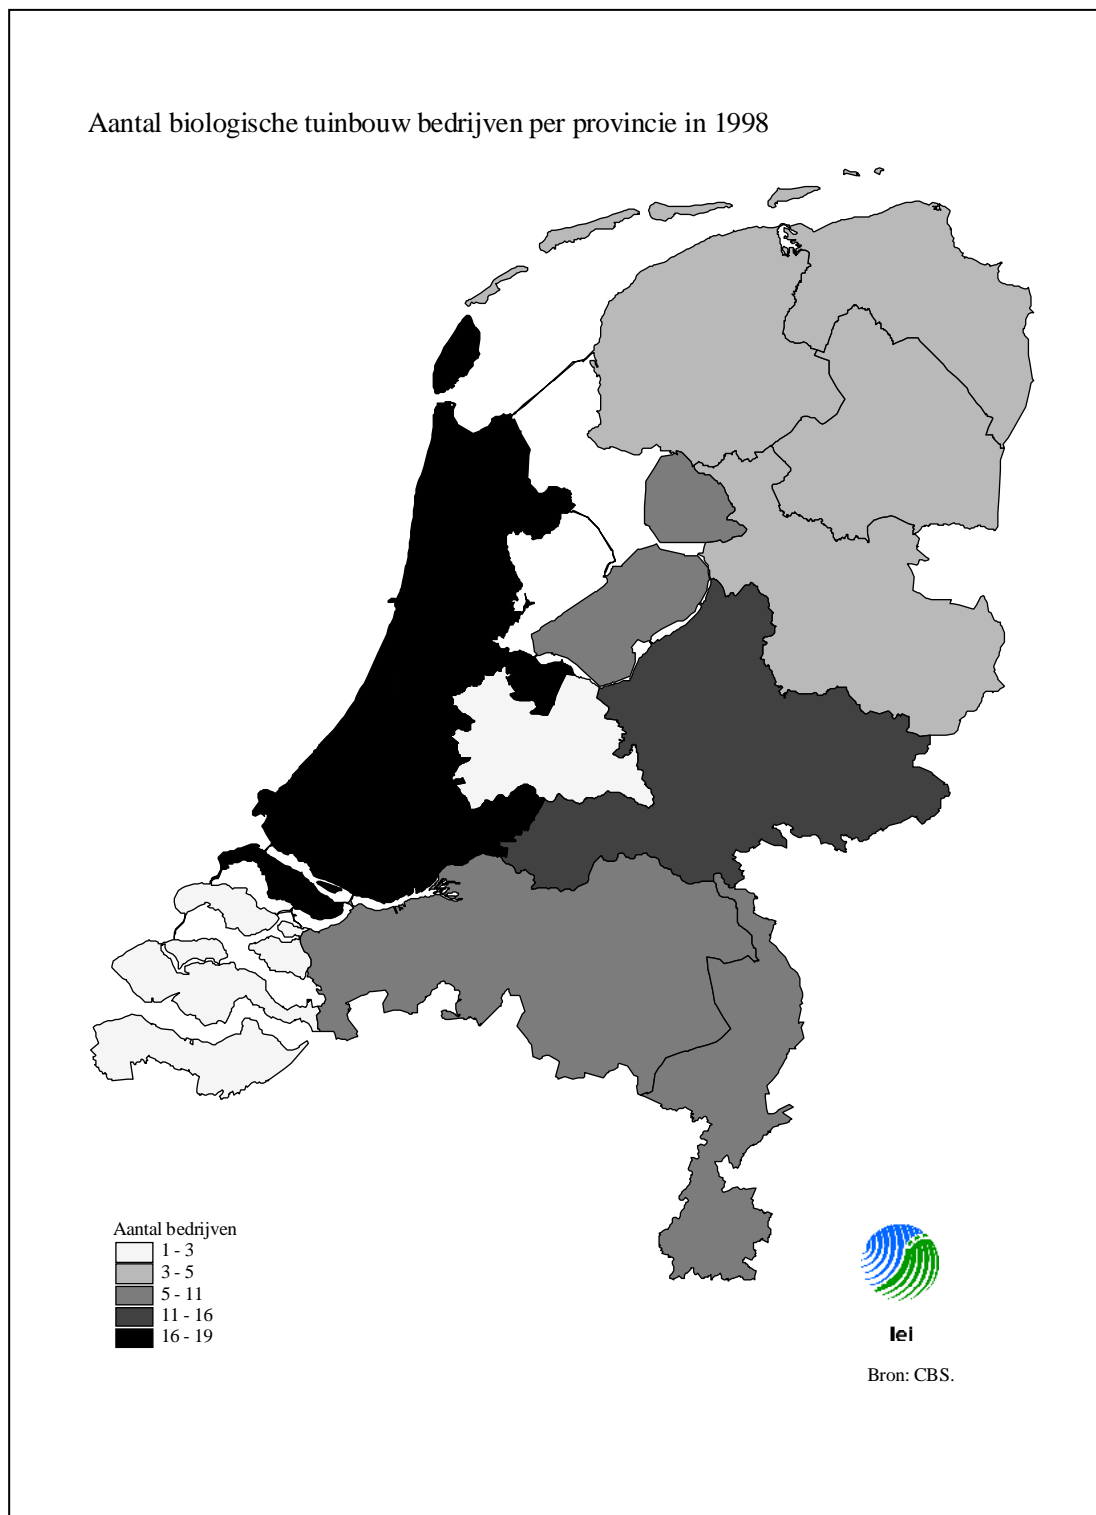 Aantal biologische tuinbouw bedrijven per provincie in 1998
Aantal bedrijven
1 - 3
3 - 5
5 - 11
11 - 16
16 - 19
lei
Bron: CBS.